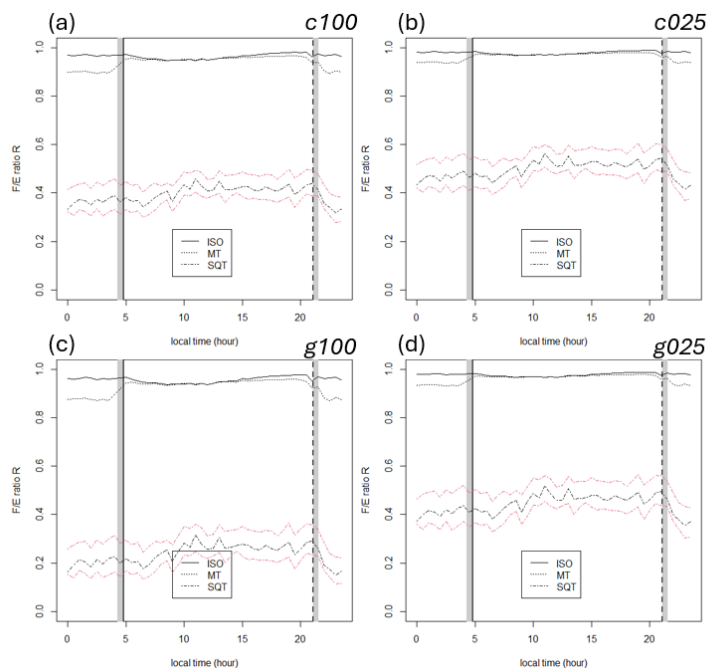 (a) c100
F/E ratio R
1.0
0.8
0.6
0.4
0.2
0.0
ISO
MT
SQT
0 5 10 15 20
local time (hour)
(b) c025
F/E ratio R
1.0
0.8
0.6
0.4
0.2
0.0
ISO
MT
SQT
0 5 10 15 20
local time (hour)
(c) g100
F/E ratio R
1.0
0.8
0.6
0.4
0.2
0.0
ISO
MT
SQT
0 5 10 15 20
local time (hour)
(d) g025
F/E ratio R
1.0
0.8
0.6
0.4
0.2
0.0
ISO
MT
SQT
0 5 10 15 20
local time (hour)